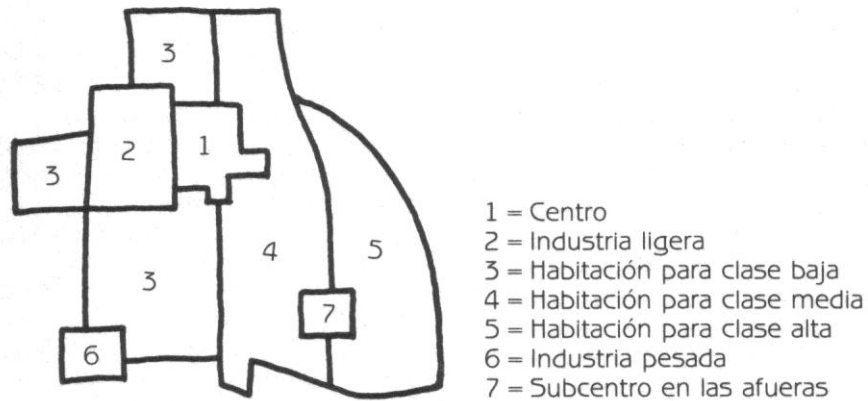 3
2
1
3
4
5
3
7
6
1 = Centro
2 = Industria ligera
3 = Habitación para clase baja
4 = Habitación para clase media
5 = Habitación para clase alta
6 = Industria pesada
7 = Subcentro en las afueras